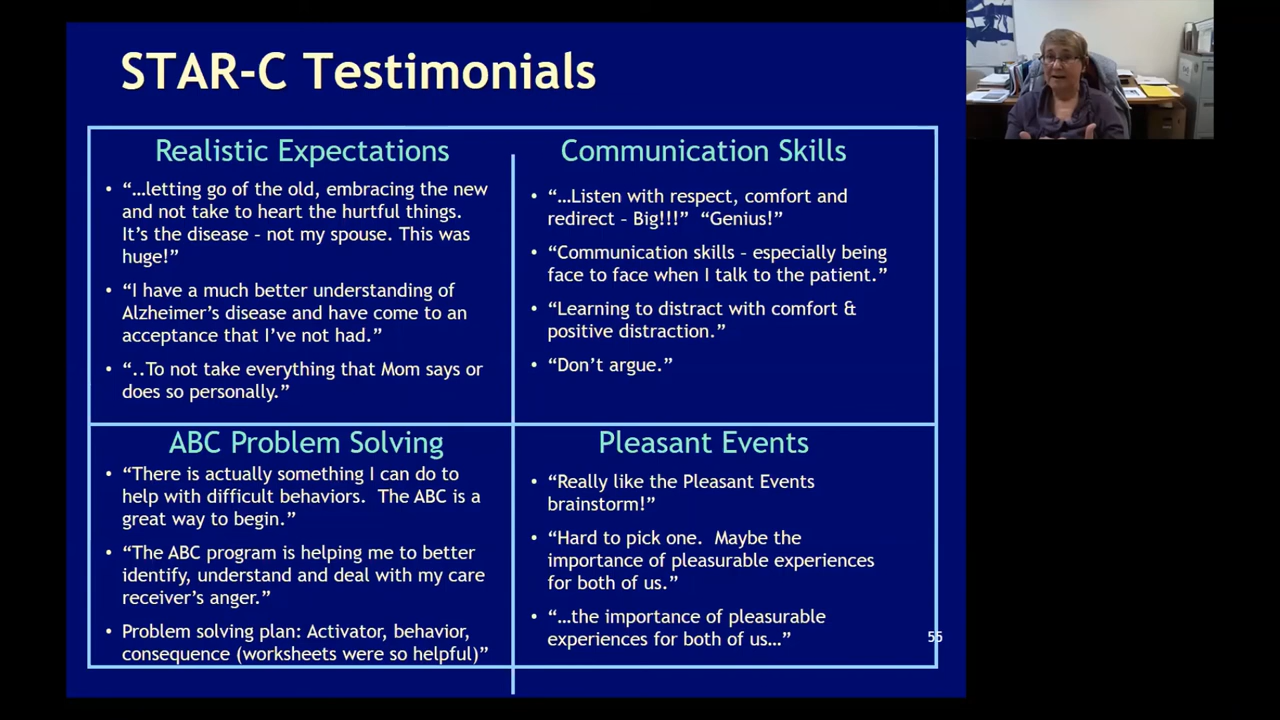 STAR-C Testimonials
Realistic Expectations
• “…letting go of the old, embracing the new
and not take to heart the hurtful things.
It’s the disease – not my spouse. This was
huge!”
• “I have a much better understanding of
Alzheimer’s disease and have come to an
acceptance that I’ve not had.”
• “..To not take everything that Mom says or
does so personally.”
Communication Skills
• “…Listen with respect, comfort and
redirect – Big!!!” “Genius!”
• “Communication skills – especially being
face to face when I talk to the patient.”
• “Learning to distract with comfort &
positive distraction.”
• “Don’t argue.”
ABC Problem Solving
• “There is actually something I can do to
help with difficult behaviors. The ABC is a
great way to begin.”
• “The ABC program is helping me to better
identify, understand and deal with my care
receiver’s anger.”
• Problem solving plan: Activator, behavior,
consequence (worksheets were so helpful)”
Pleasant Events
• “Really like the Pleasant Events
brainstorm!”
• “Hard to pick one. Maybe the
importance of pleasurable experiences
for both of us.”
• “…the importance of pleasurable
experiences for both of us…”
55